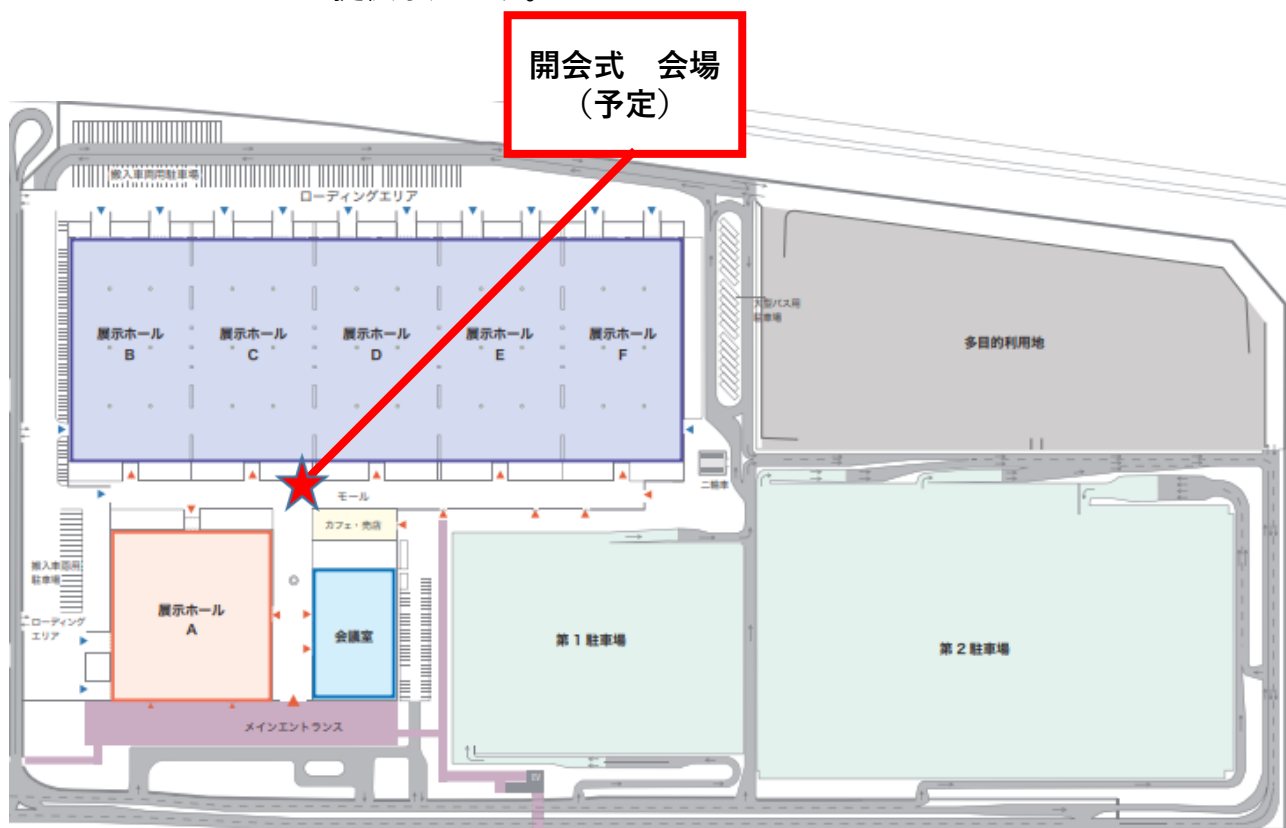 開会式　会場
（予定）
搬入車両用駐車場
ローディングエリア
展示ホール
B
展示ホール
C
展示ホール
D
展示ホール
E
展示ホール
F
大型バス用
駐車場
多目的利用地
二輪車
モール
カフェ・売店
搬入車両用
駐車場
ローディング
エリア
展示ホール
A
会議室
第1駐車場
第2駐車場
メインエントランス
EV